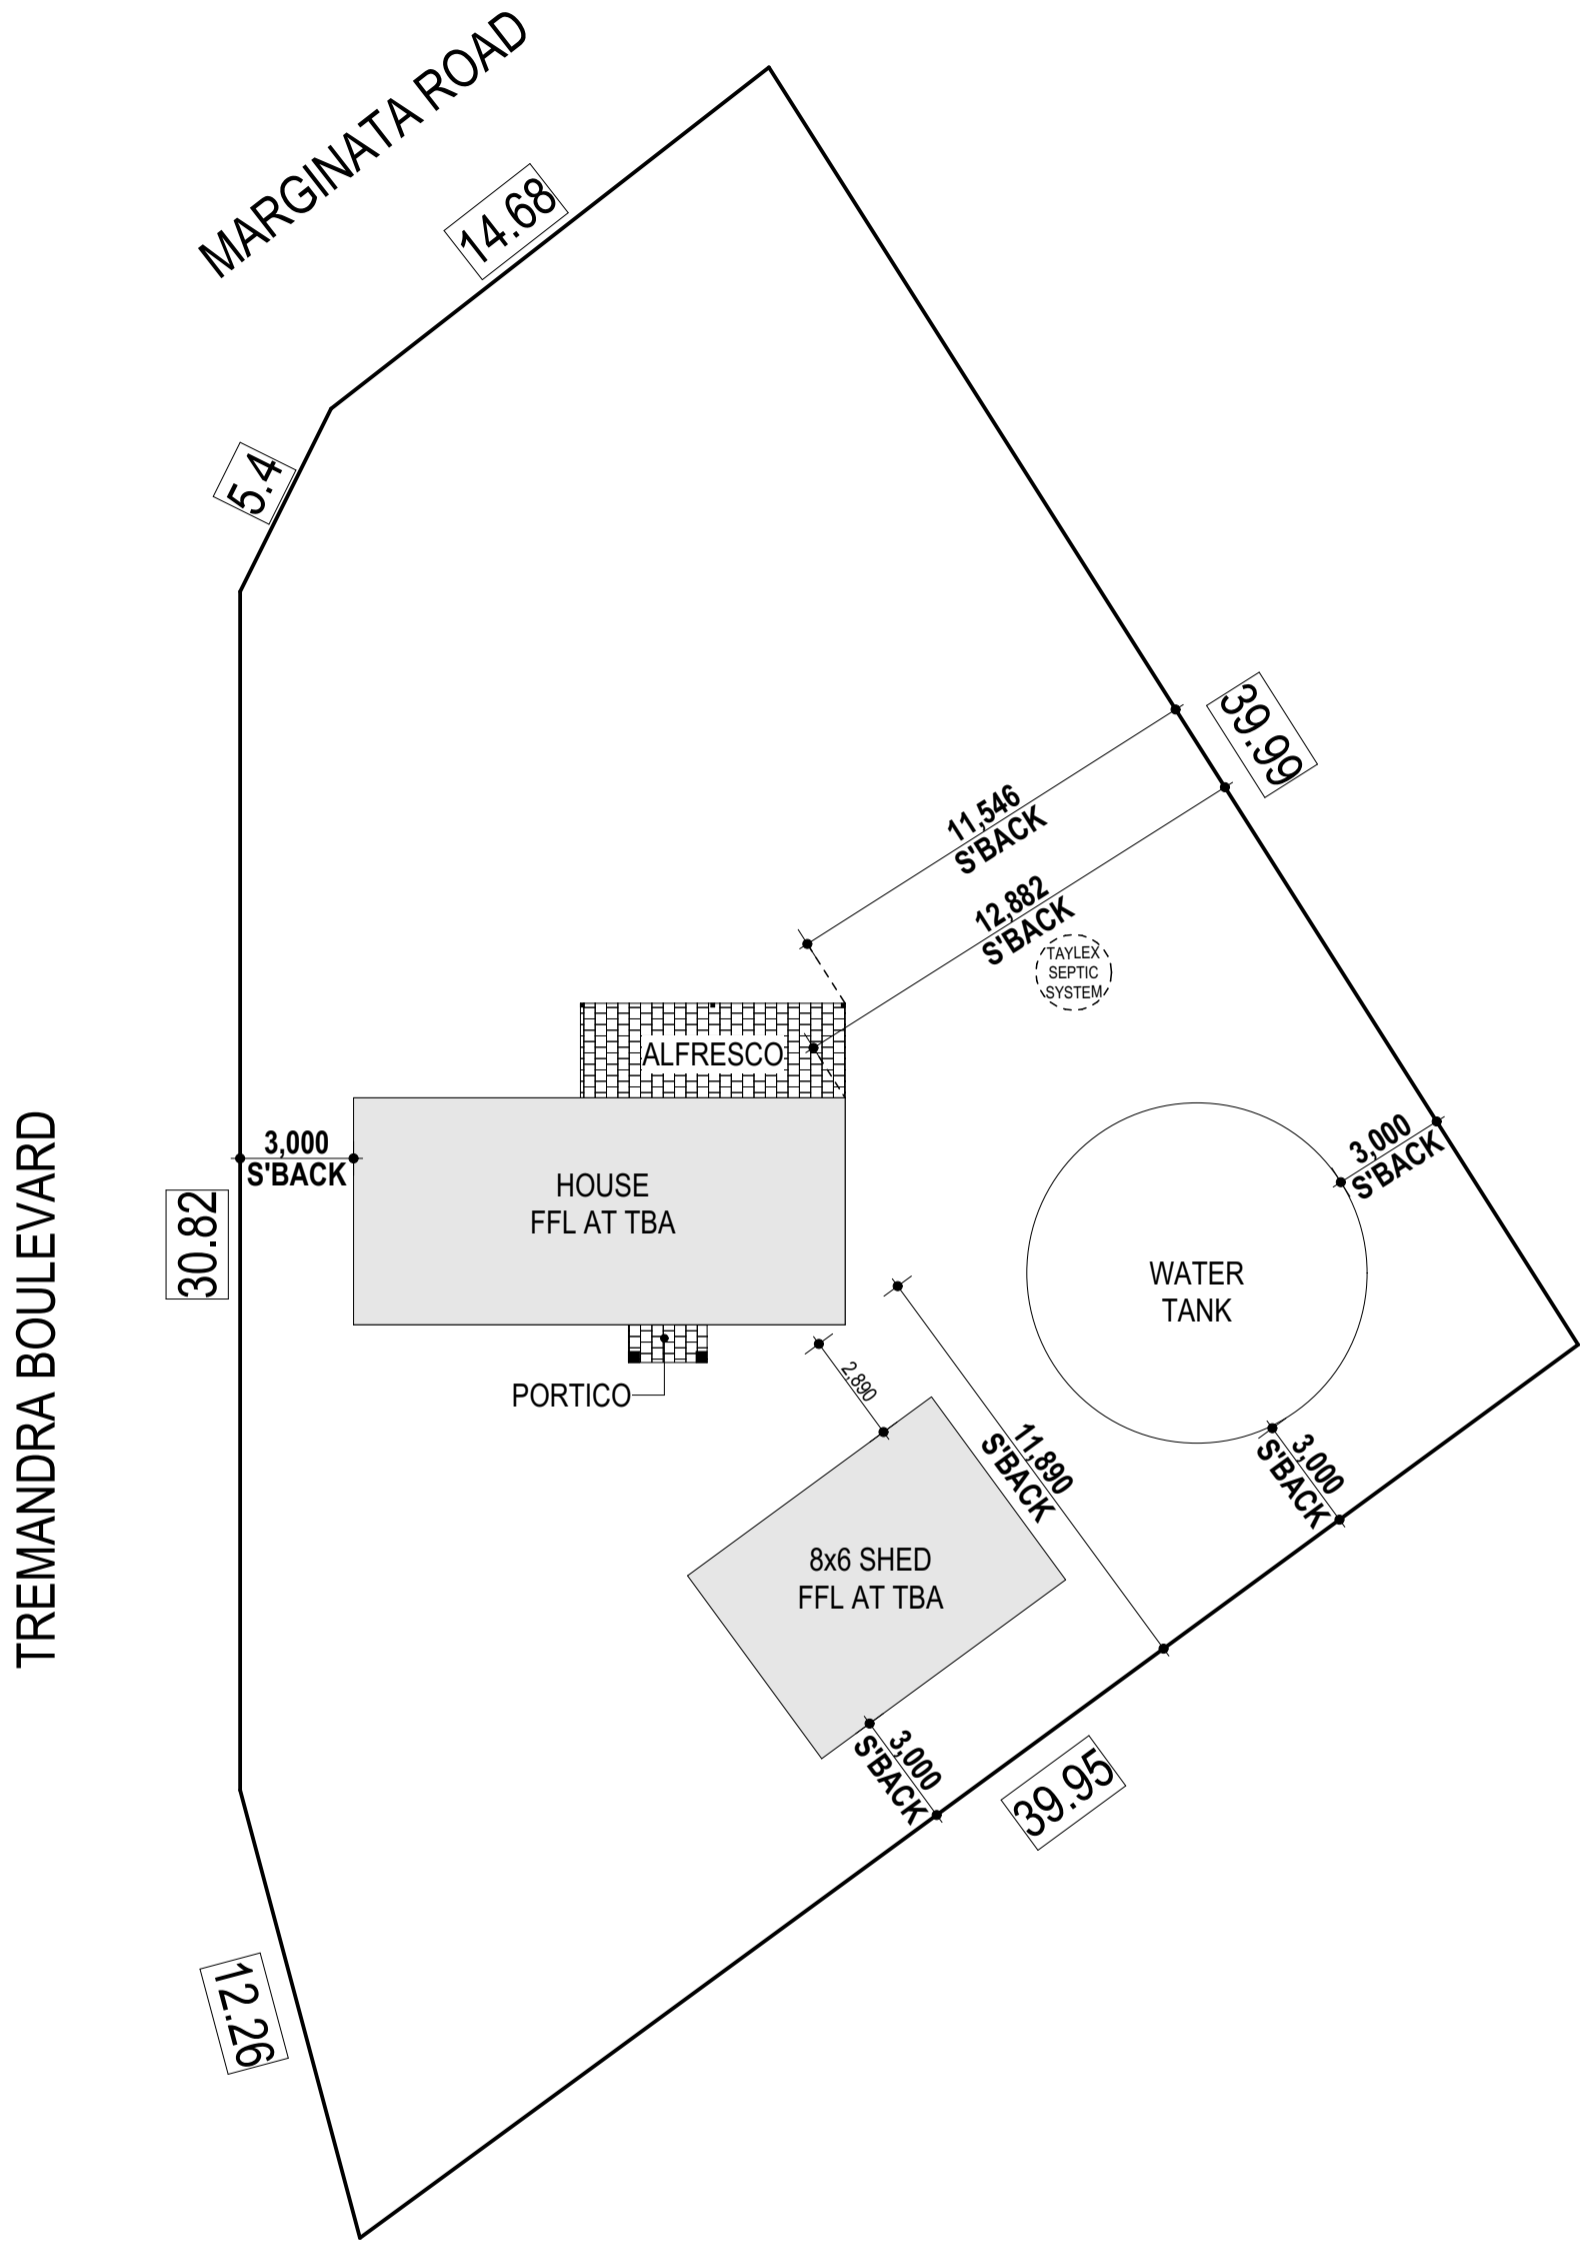 MARGINATA ROAD
14.68
5.4
39.99
11,546
S'BACK
12,882
S'BACK
TAYLEX
SEPTIC
SYSTEM
ALFRESCO
3,000
S'BACK
3,000
S'BACK
HOUSE
FFL AT TBA
30.82
TREMANDRA BOULEVARD
WATER
TANK
PORTICO
2,890
11,890
S'BACK
3,000
S'BACK
8x6 SHED
FFL AT TBA
3,000
S'BACK
39.95
12.26